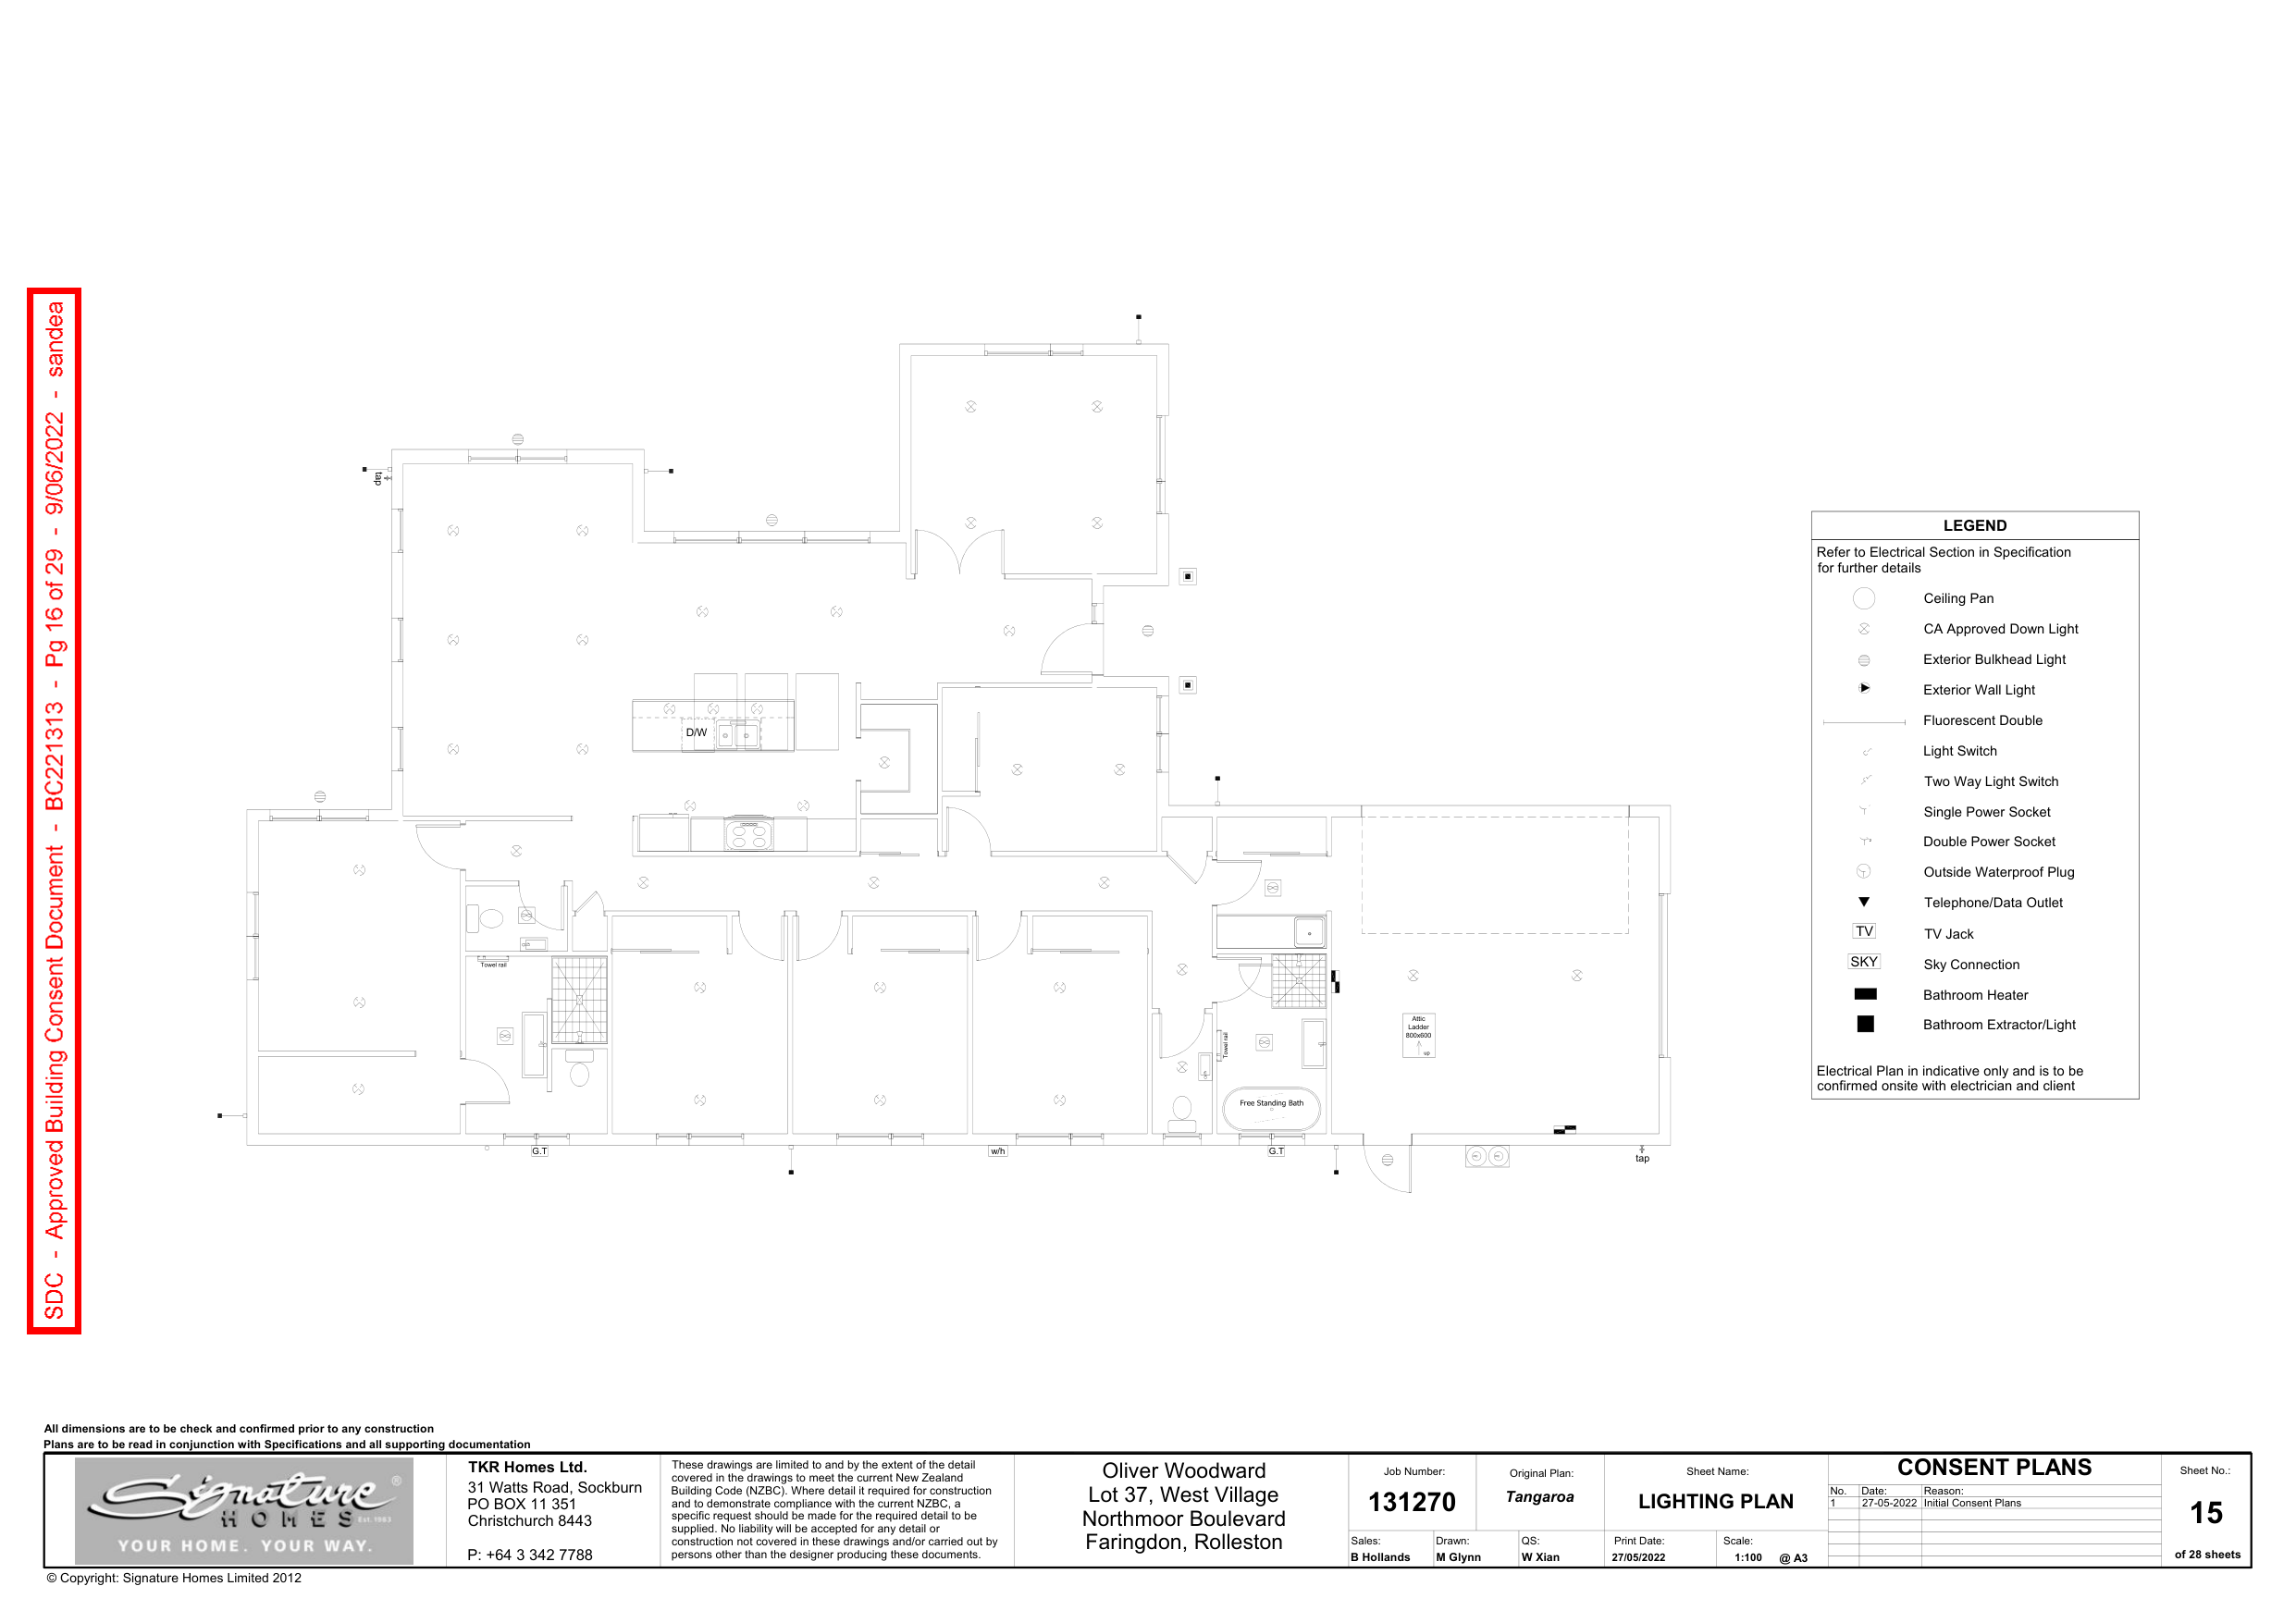 SDC - Approved Building Consent Document - BC221313 - Pg 16 of 29 - 9/06/2022 - sandea
tap
D/W
Towel rail
Towel rail
Attic
Ladder
800x600
up
Free Standing Bath
G.T
w/h
G.T
tap
LEGEND
Refer to Electrical Section in Specification
for further details
Ceiling Pan
CA Approved Down Light
Exterior Bulkhead Light
Exterior Wall Light
Fluorescent Double
Light Switch
Two Way Light Switch
Single Power Socket
Double Power Socket
Outside Waterproof Plug
Telephone/Data Outlet
TV TV Jack
SKY Sky Connection
Bathroom Heater
Bathroom Extractor/Light
Electrical Plan in indicative only and is to be
confirmed onsite with electrician and client
All dimensions are to be check and confirmed prior to any construction
Plans are to be read in conjunction with Specifications and all supporting documentation
Signature ®
HOMES Est. 1983
YOUR HOME. YOUR WAY.
TKR Homes Ltd.
31 Watts Road, Sockburn
PO BOX 11 351
Christchurch 8443
P: +64 3 342 7788
These drawings are limited to and by the extent of the detail
covered in the drawings to meet the current New Zealand
Building Code (NZBC). Where detail it required for construction
and to demonstrate compliance with the current NZBC, a
specific request should be made for the required detail to be
supplied. No liability will be accepted for any detail or
construction not covered in these drawings and/or carried out by
persons other than the designer producing these documents.
Oliver Woodward
Lot 37, West Village
Northmoor Boulevard
Faringdon, Rolleston
Job Number:
131270
Original Plan:
Tangaroa
Sheet Name:
LIGHTING PLAN
Sales:
B Hollands
Drawn:
M Glynn
QS:
W Xian
Print Date:
27/05/2022
Scale:
1:100 @ A3
CONSENT PLANS
No. Date: Reason:
1 27-05-2022 Initial Consent Plans
Sheet No.:
15
of 28 sheets
© Copyright: Signature Homes Limited 2012